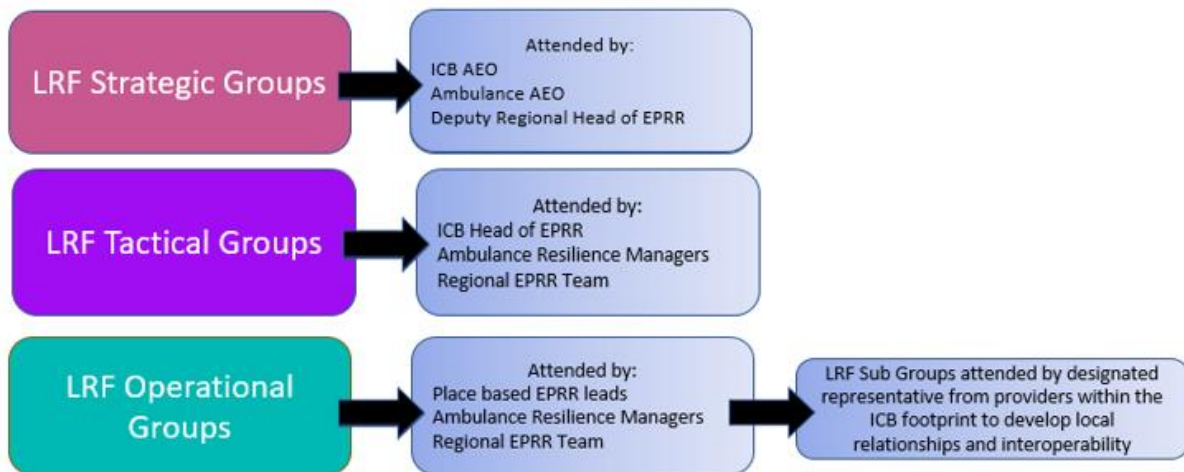 LRF Strategic Groups
Attended by:
ICB AEO
Ambulance AEO
Deputy Regional Head of EPRR
LRF Tactical Groups
Attended by:
ICB Head of EPRR
Ambulance Resilience Managers
Regional EPRR Team
LRF Operational
Groups
Attended by:
Place based EPRR leads
Ambulance Resilience Managers
Regional EPRR Team
LRF Sub Groups attended by designated
representative from providers within the
ICB footprint to develop local
relationships and interoperability